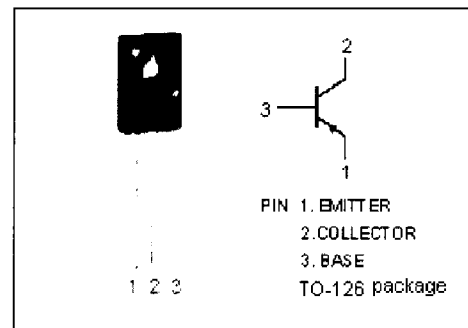 2
3
1
PIN 1. EMITTER
2.COLLECTOR
3. BASE
TO-126 package
1 2 3